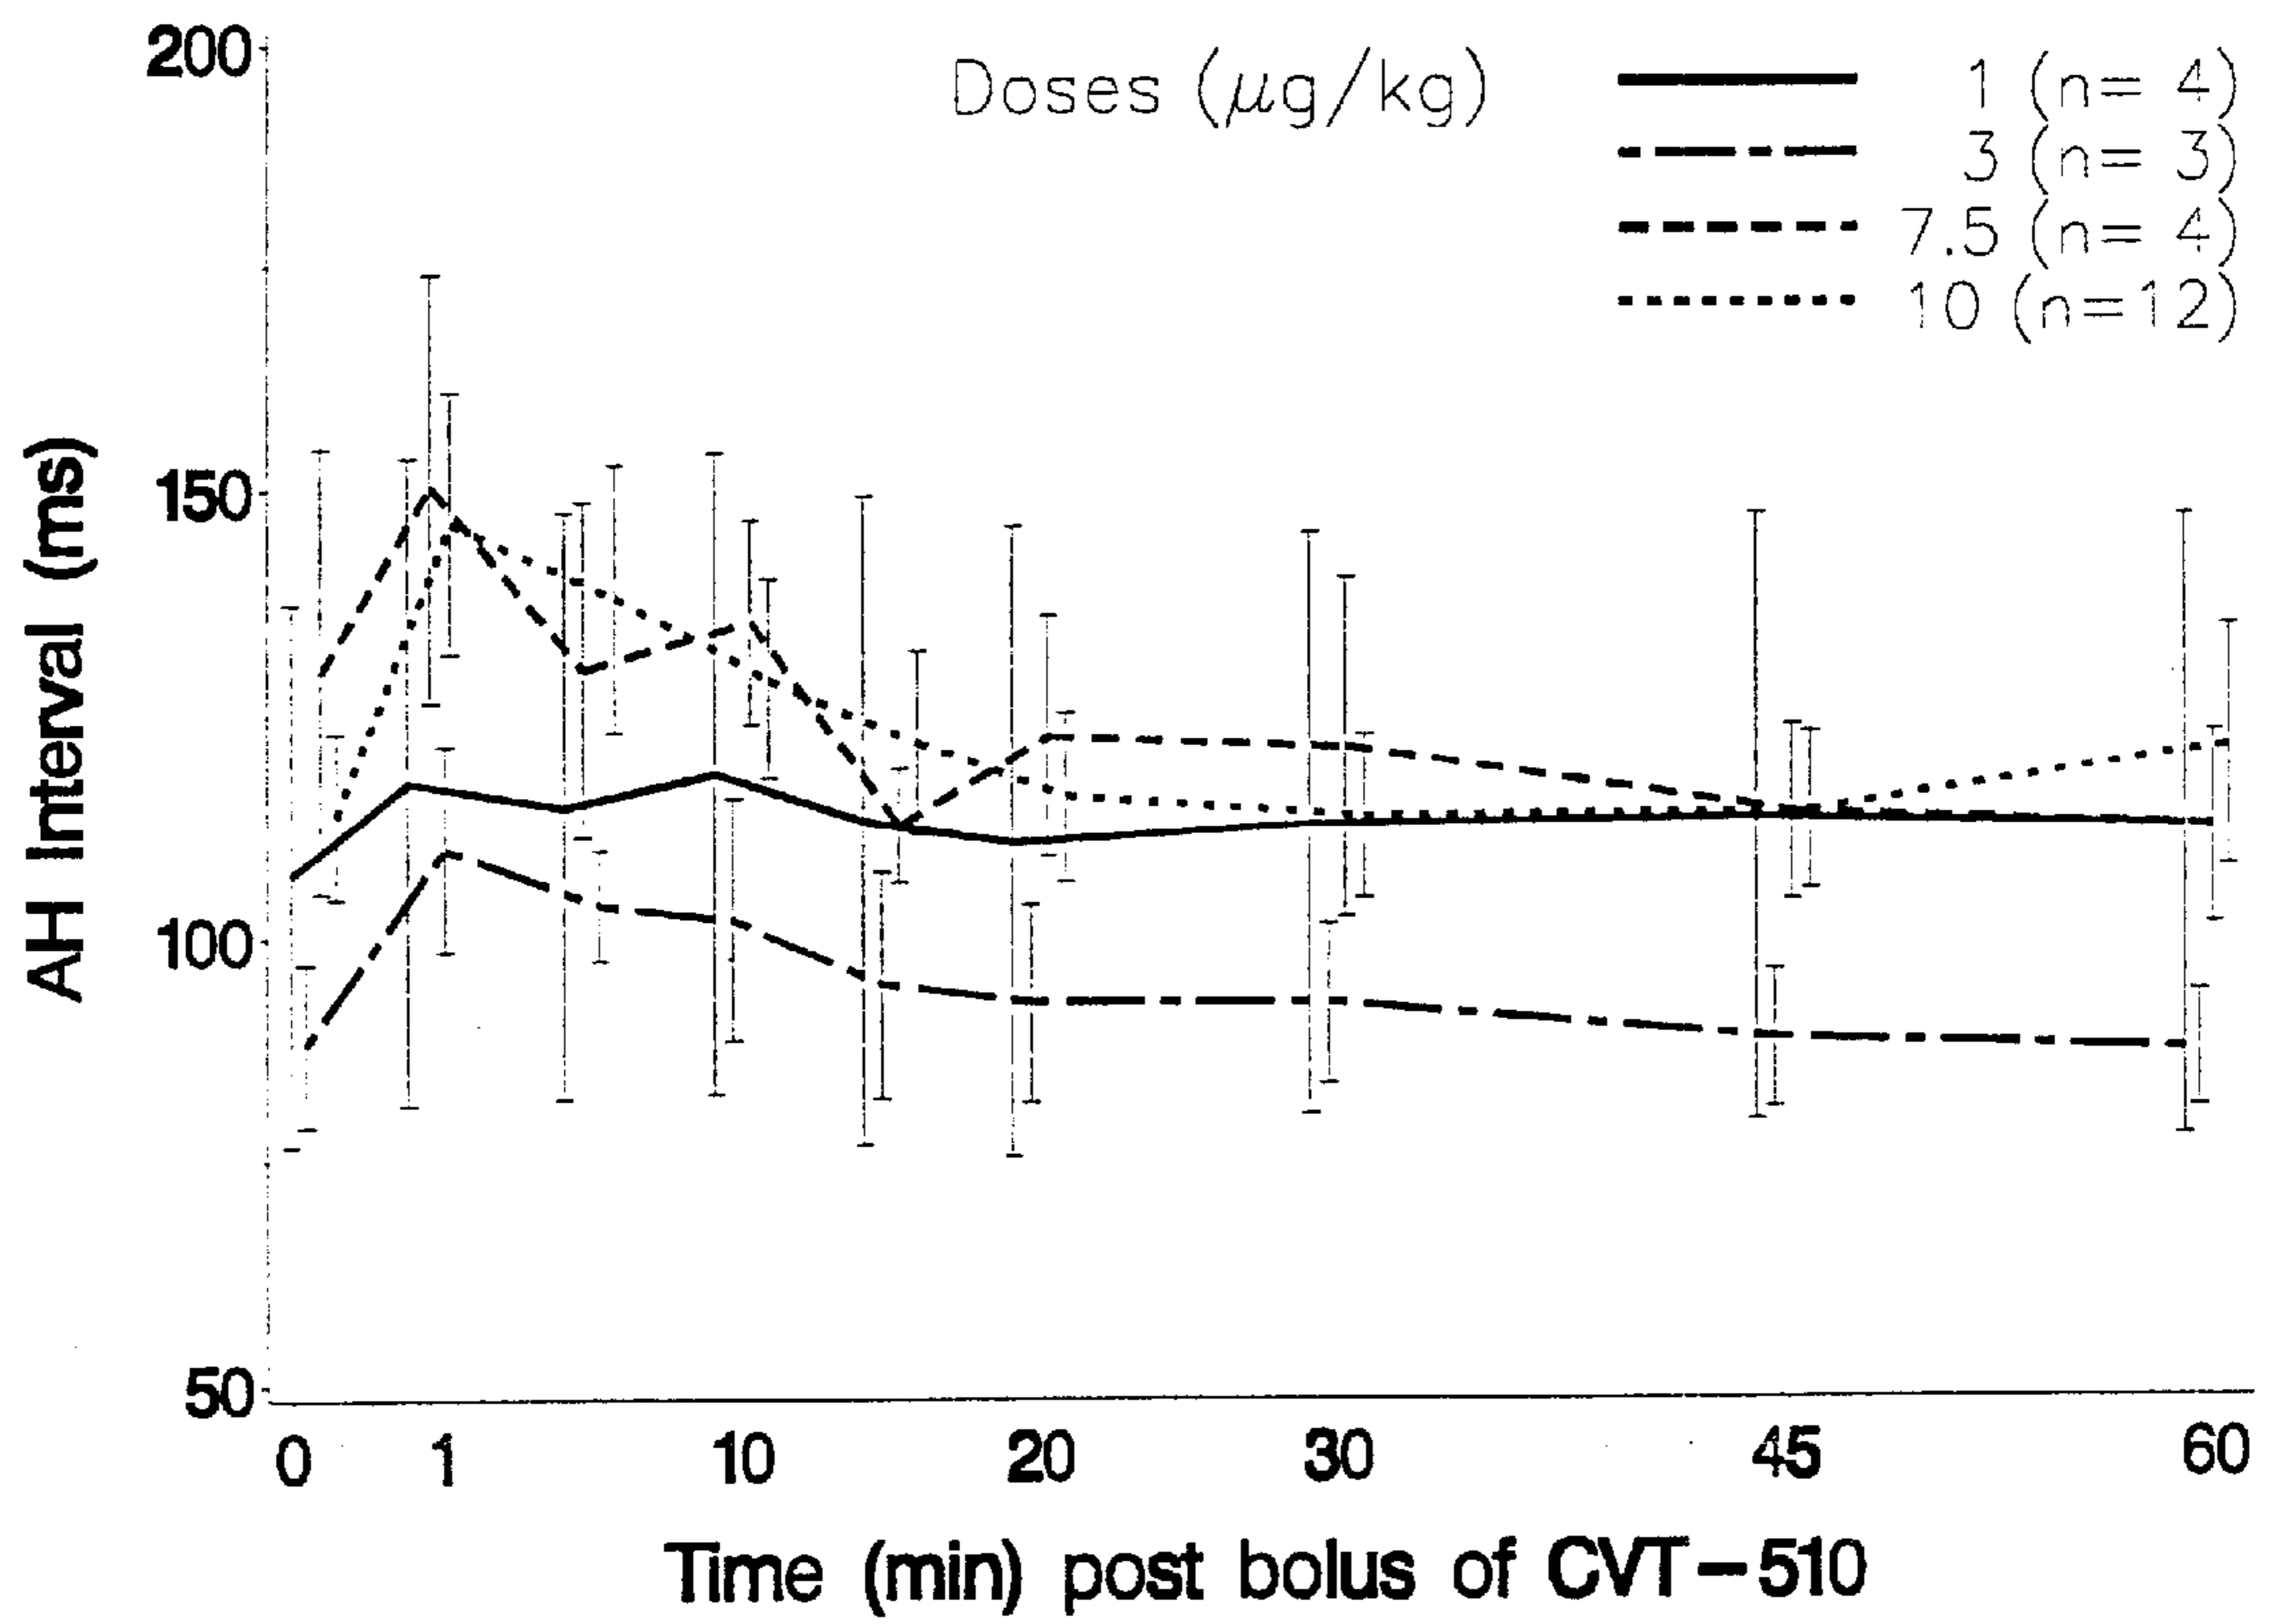 200
150
100
50
AH Interval (ms)
Doses (μg/kg)
1 (n= 4)
3 (n= 3)
7.5 (n= 4)
10 (n=12)
0 1 10 20 30 45 60
Time (min) post bolus of CVT-510